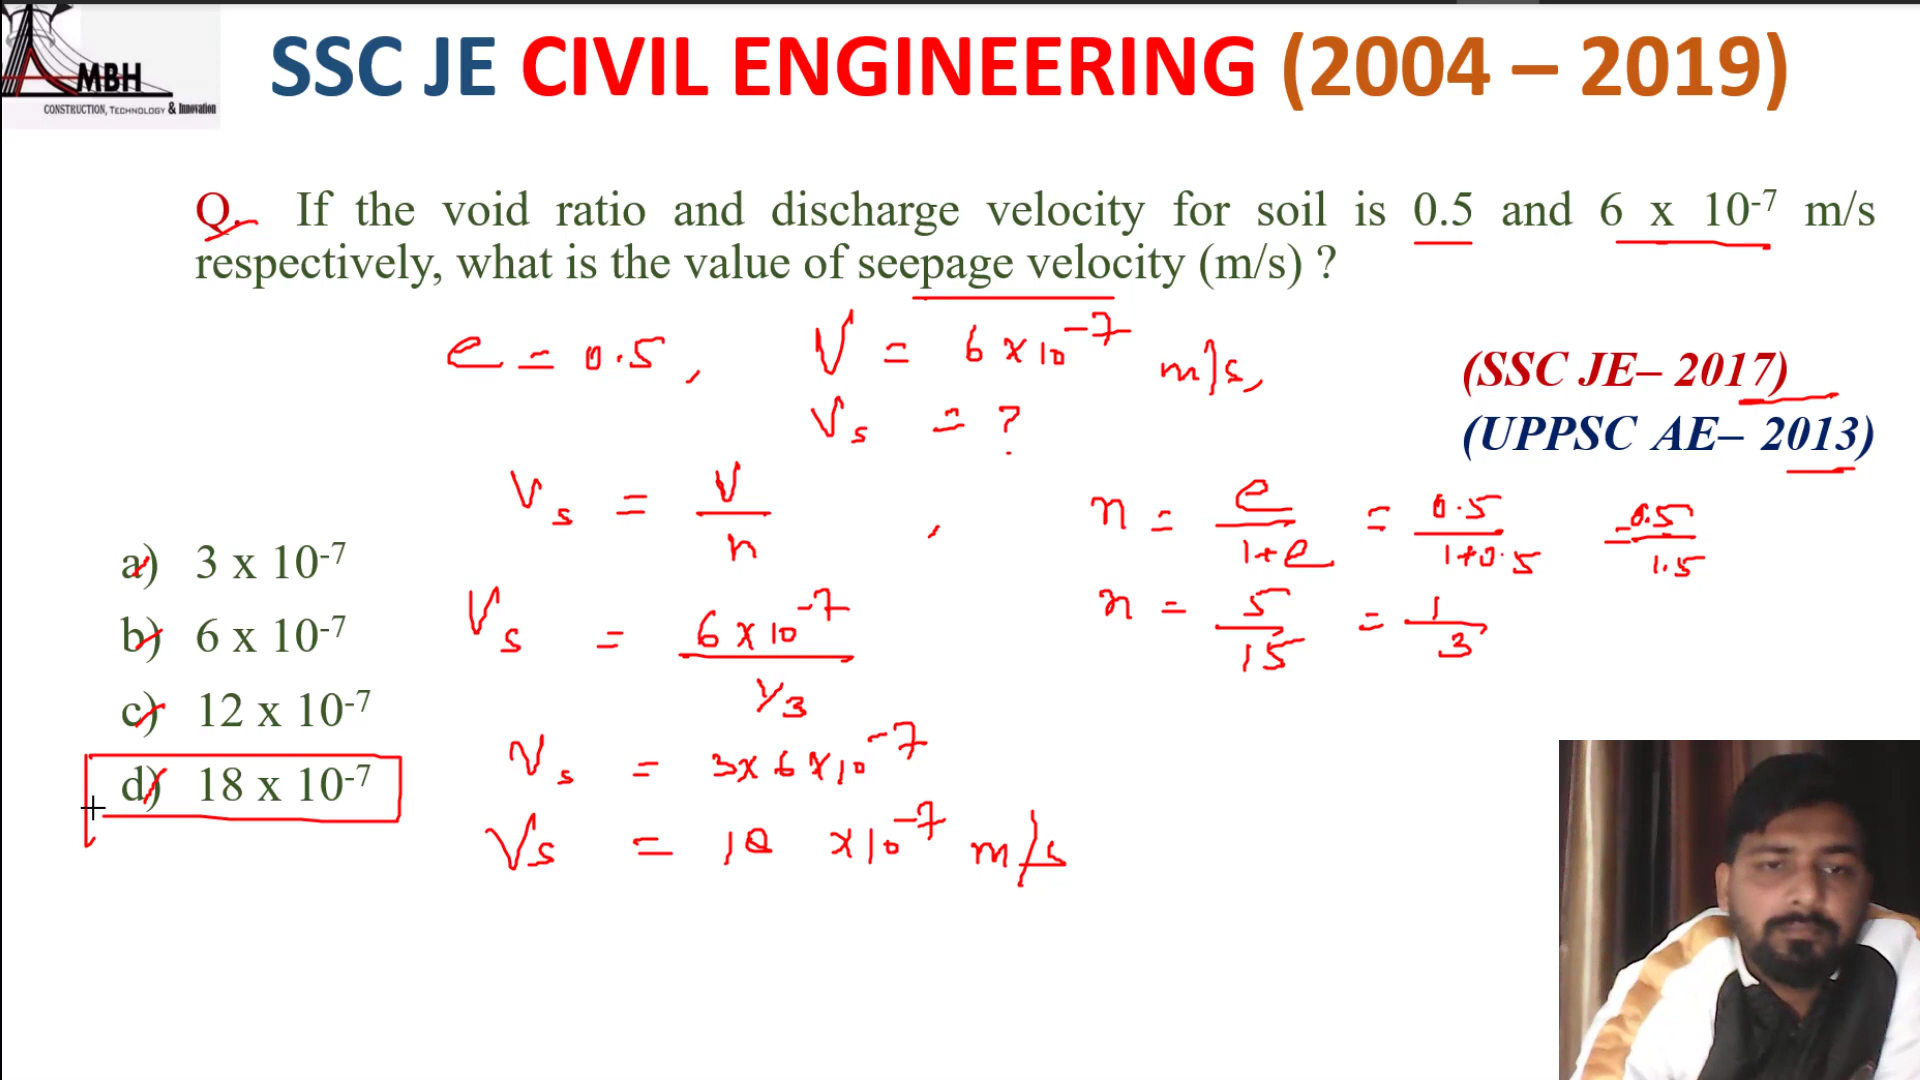 MBH
CONSTRUCTION, TECHNOLOGY & Innovation
SSC JE CIVIL ENGINEERING (2004 – 2019)
Q. If the void ratio and discharge velocity for soil is 0.5 and 6 x 10⁻⁷ m/s
respectively, what is the value of seepage velocity (m/s) ?
e = 0.5, V = 6 × 10⁻⁷ m/s,
(SSC JE– 2017)
Vs = ?
(UPPSC AE– 2013)
Vs = V/n , n = e/1+e = 0.5/1+0.5 = 0.5/1.5
a) 3 x 10⁻⁷
n = 5/15 = 1/3
Vs = 6 × 10⁻⁷ / 1/3
b) 6 x 10⁻⁷
c) 12 x 10⁻⁷
Vs = 3 × 6 × 10⁻⁷
d) 18 x 10⁻⁷
Vs = 18 × 10⁻⁷ m/s